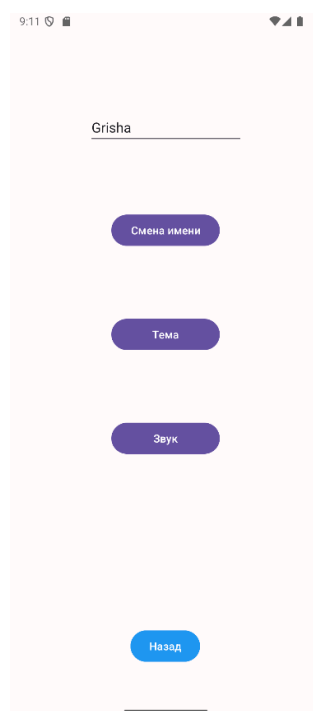 9:11
Grisha
Смена имени
Тема
Звук
Назад